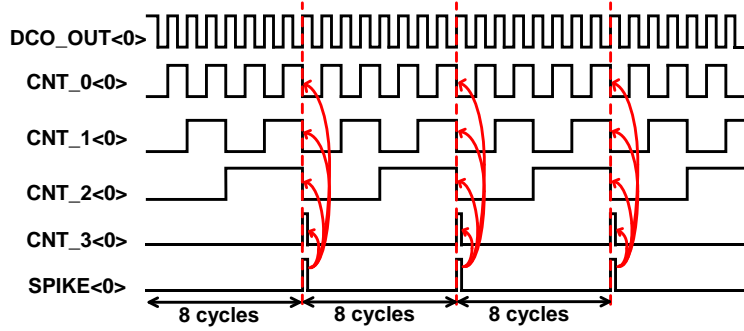 DCO_OUT<0>
CNT_0<0>
CNT_1<0>
CNT_2<0>
CNT_3<0>
SPIKE<0>
8 cycles 8 cycles 8 cycles